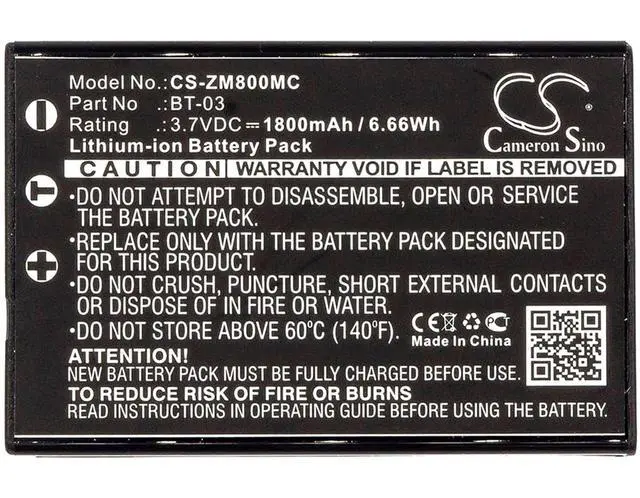 Model No.: CS-ZM800MC
Part No : BT-03
Rating : 3.7VDC⎓1800mAh / 6.66Wh
Lithium-ion Battery Pack
CS
Cameron Sino
CAUTION WARRANTY VOID IF LABEL IS REMOVED
•DO NOT ATTEMPT TO DISASSEMBLE, OPEN OR SERVICE
THE BATTERY PACK.
•REPLACE ONLY WITH THE BATTERY PACK DESIGNATED
FOR THIS EQUIPMENT.
•DO NOT CRUSH, PUNCTURE, SHORT EXTERNAL CONTACTS
OR DISPOSE OF IN FIRE OR WATER.
•DO NOT STORE ABOVE 60°C (140°F).
CE
Made In China
ATTENTION!
NEW BATTERY PACK MUST BE FULLY CHARGED BEFORE USE
TO REDUCE RISK OF FIRE OR BURNS
READ INSTRUCTIONS IN OPERATING GUIDE BEFORE USE
− T +